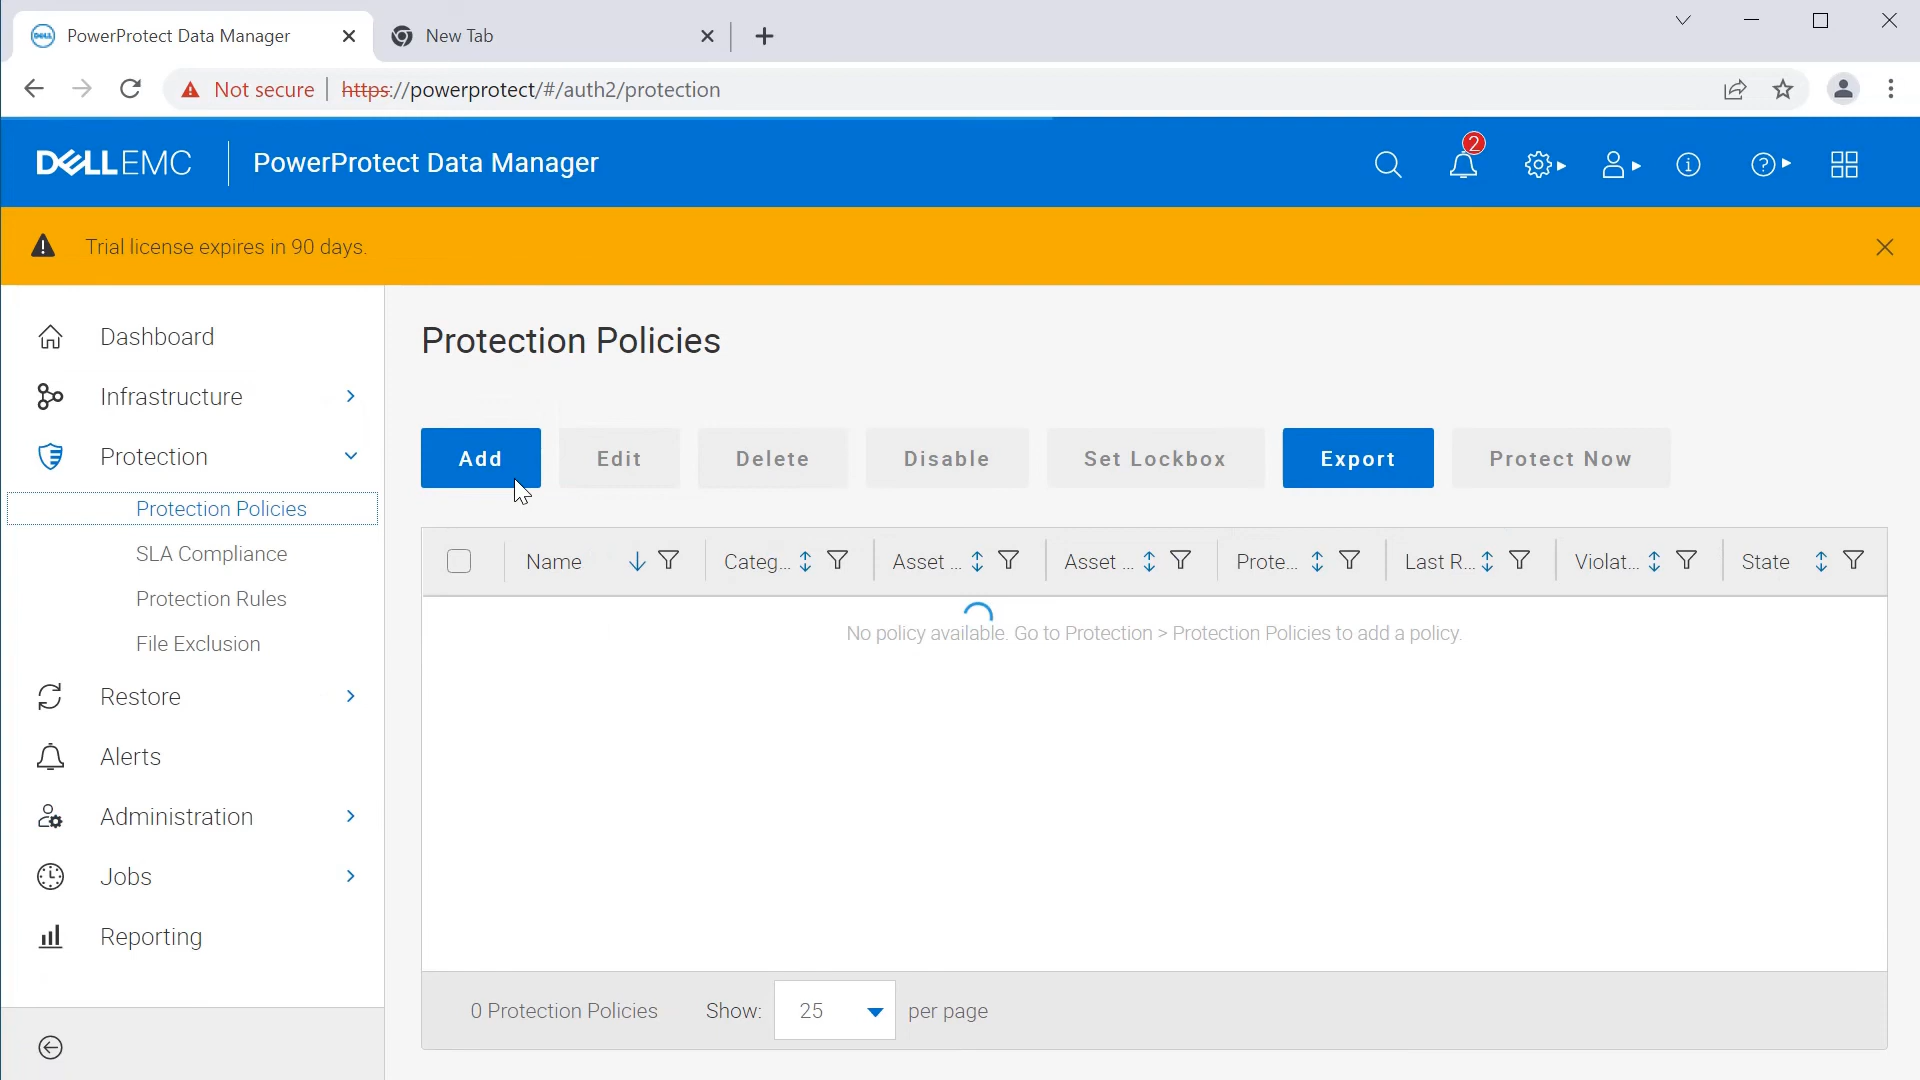 PowerProtect Data Manager
New Tab
Not secure
https://powerprotect/#/auth2/protection
DELLEMC
PowerProtect Data Manager
2
Trial license expires in 90 days.
Dashboard
Infrastructure
Protection
Protection Policies
SLA Compliance
Protection Rules
File Exclusion
Restore
Alerts
Administration
Jobs
Reporting
Protection Policies
Add
Edit
Delete
Disable
Set Lockbox
Export
Protect Now
Name
Categ...
Asset ...
Asset ...
Prote...
Last R...
Violat...
State
No policy available. Go to Protection > Protection Policies to add a policy.
0 Protection Policies
Show:
25
per page